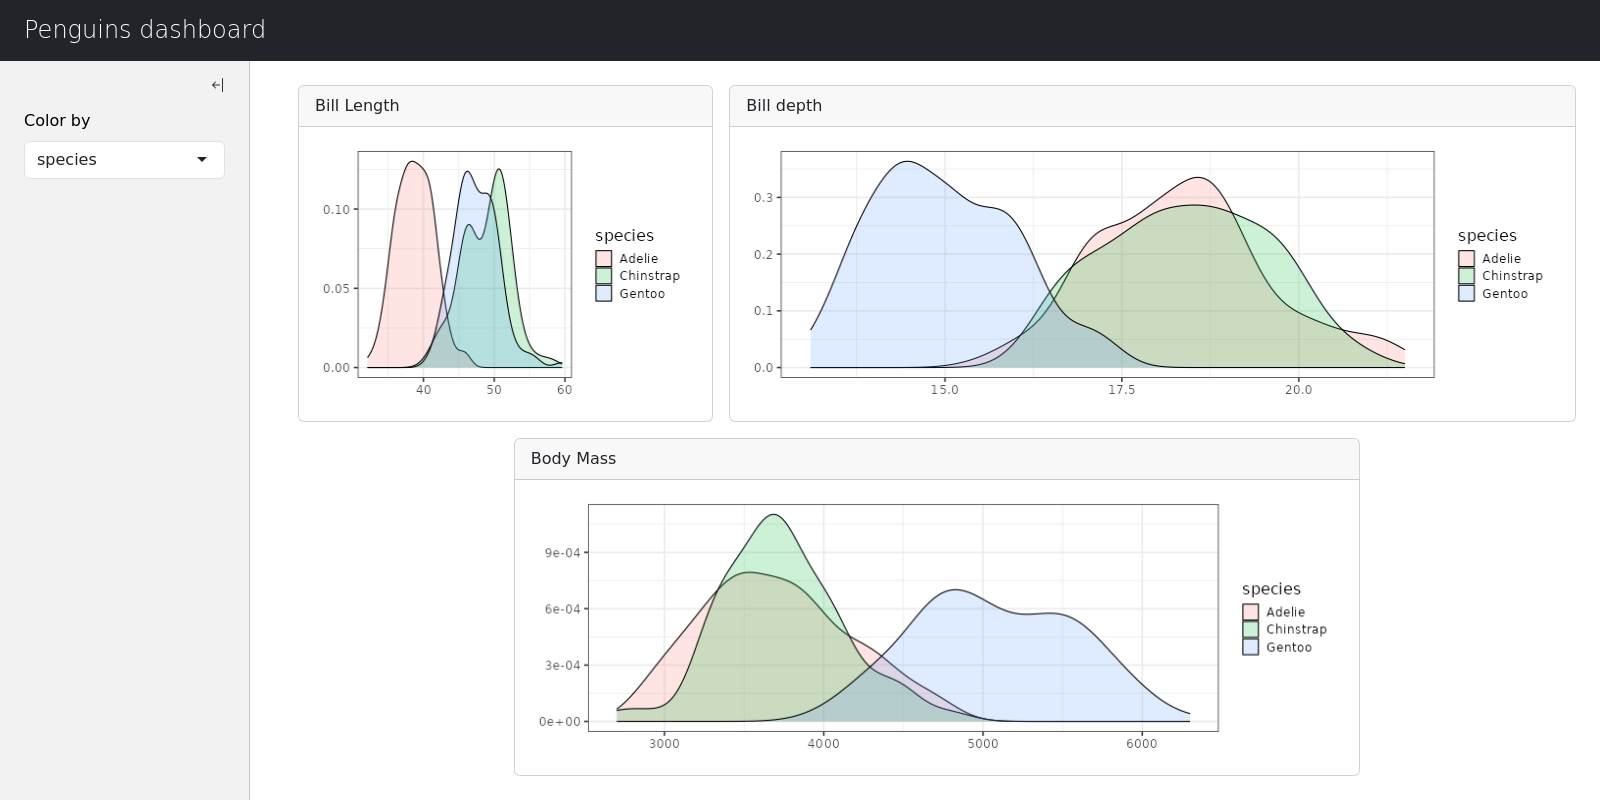 Penguins dashboard
Color by
species
Bill Length
0.10
0.05
0.00
40 50 60
species
Adelie
Chinstrap
Gentoo
Bill depth
0.3
0.2
0.1
0.0
15.0 17.5 20.0
species
Adelie
Chinstrap
Gentoo
Body Mass
9e-04
6e-04
3e-04
0e+00
3000 4000 5000 6000
species
Adelie
Chinstrap
Gentoo